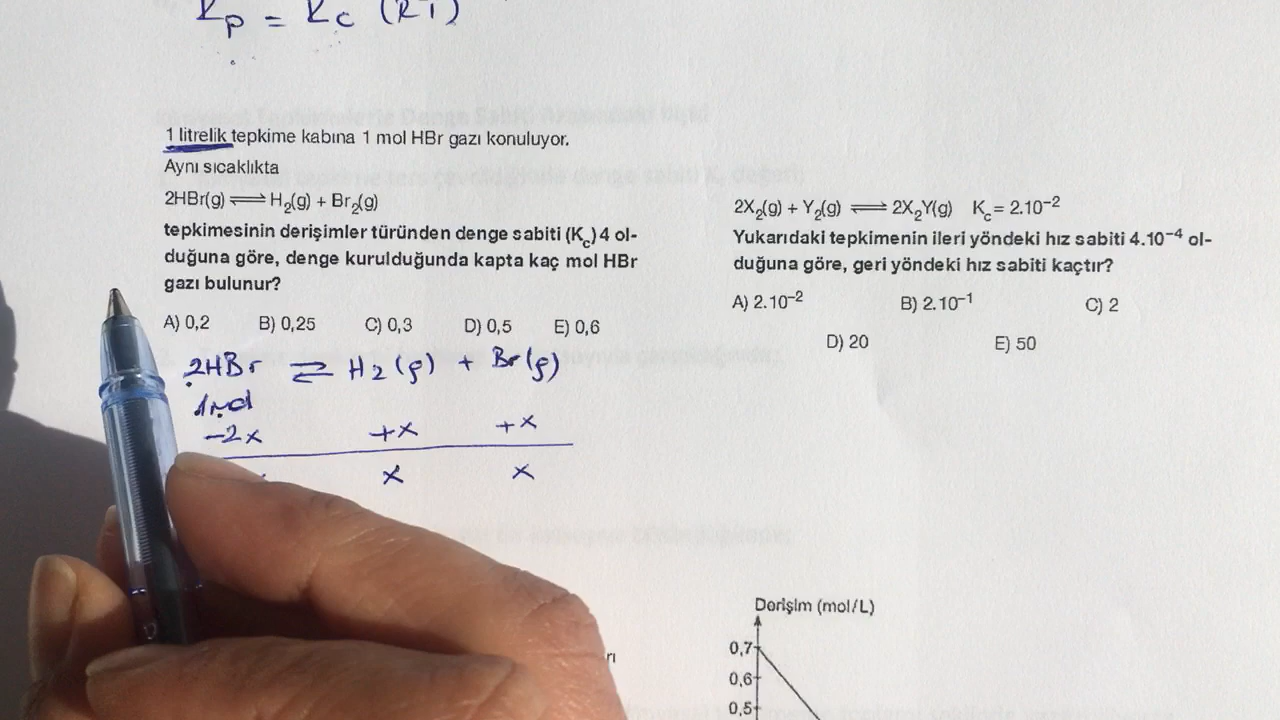 Kp = Kc (RT)
1 litrelik tepkime kabına 1 mol HBr gazı konuluyor.
Aynı sıcaklıkta
2HBr(g) ⇌ H₂(g) + Br₂(g)
tepkimesinin derişimler türünden denge sabiti (K꜀) 4 ol-
duğuna göre, denge kurulduğunda kapta kaç mol HBr
gazı bulunur?
A) 0,2 B) 0,25 C) 0,3 D) 0,5 E) 0,6
2HBr ⇌ H₂(g) + Br(g)
1mol
-2x +x +x
x x
2X₂(g) + Y₂(g) ⇌ 2X₂Y(g) K꜀= 2.10⁻²
Yukarıdaki tepkimenin ileri yöndeki hız sabiti 4.10⁻⁴ ol-
duğuna göre, geri yöndeki hız sabiti kaçtır?
A) 2.10⁻² B) 2.10⁻¹ C) 2
D) 20 E) 50
Derişim (mol/L)
0,7
0,6
0,5